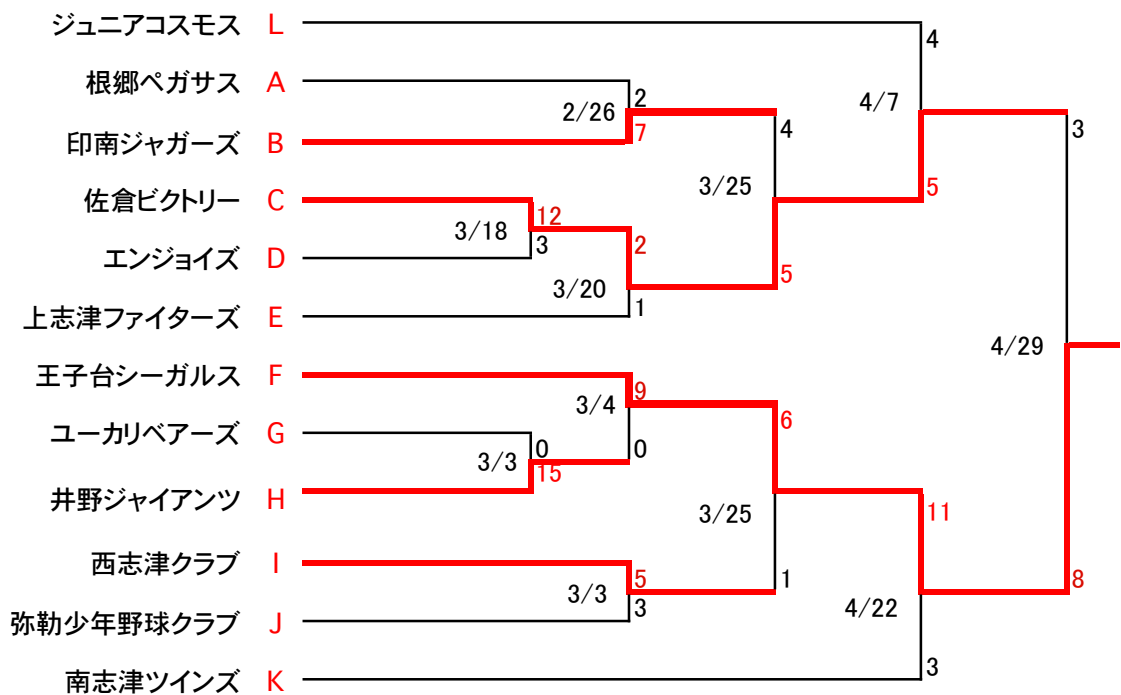 ジュニアコスモス L
4
根郷ペガサス A
2
2/26
4/7
7
4
3
印南ジャガーズ B
3/25
佐倉ビクトリー C
12
5
3/18
3
2
エンジョイズ D
5
3/20
1
上志津ファイターズ E
4/29
王子台シーガルス F
9
3/4
6
ユーカリベアーズ G
0
0
3/3
15
井野ジャイアンツ H
3/25
11
西志津クラブ I
5
1
8
3/3
3
4/22
弥勒少年野球クラブ J
3
南志津ツインズ K